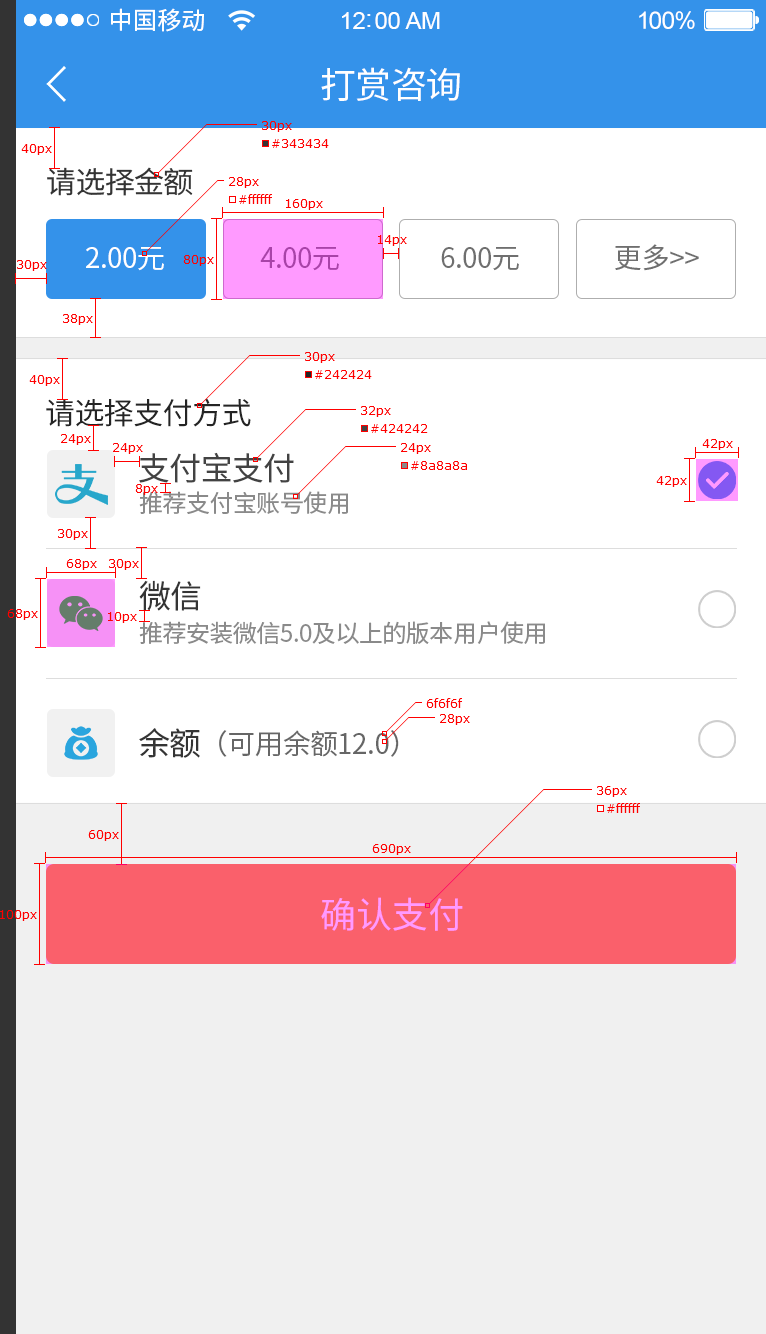 中国移动 12:00 AM 100%
打赏咨询
30px
#343434
40px
请选择金额
28px
#ffffff
160px
2.00元
80px
4.00元
14px
6.00元
更多>>
30px
38px
30px
#242424
40px
请选择支付方式
32px
#424242
24px
24px
支
支付宝支付
24px
#8a8a8a
42px
42px
8px
推荐支付宝账号使用
30px
68px
30px
68px
微信
10px
推荐安装微信5.0及以上的版本用户使用
6f6f6f
28px
余额（可用余额12.0）
36px
#ffffff
60px
690px
100px
确认支付